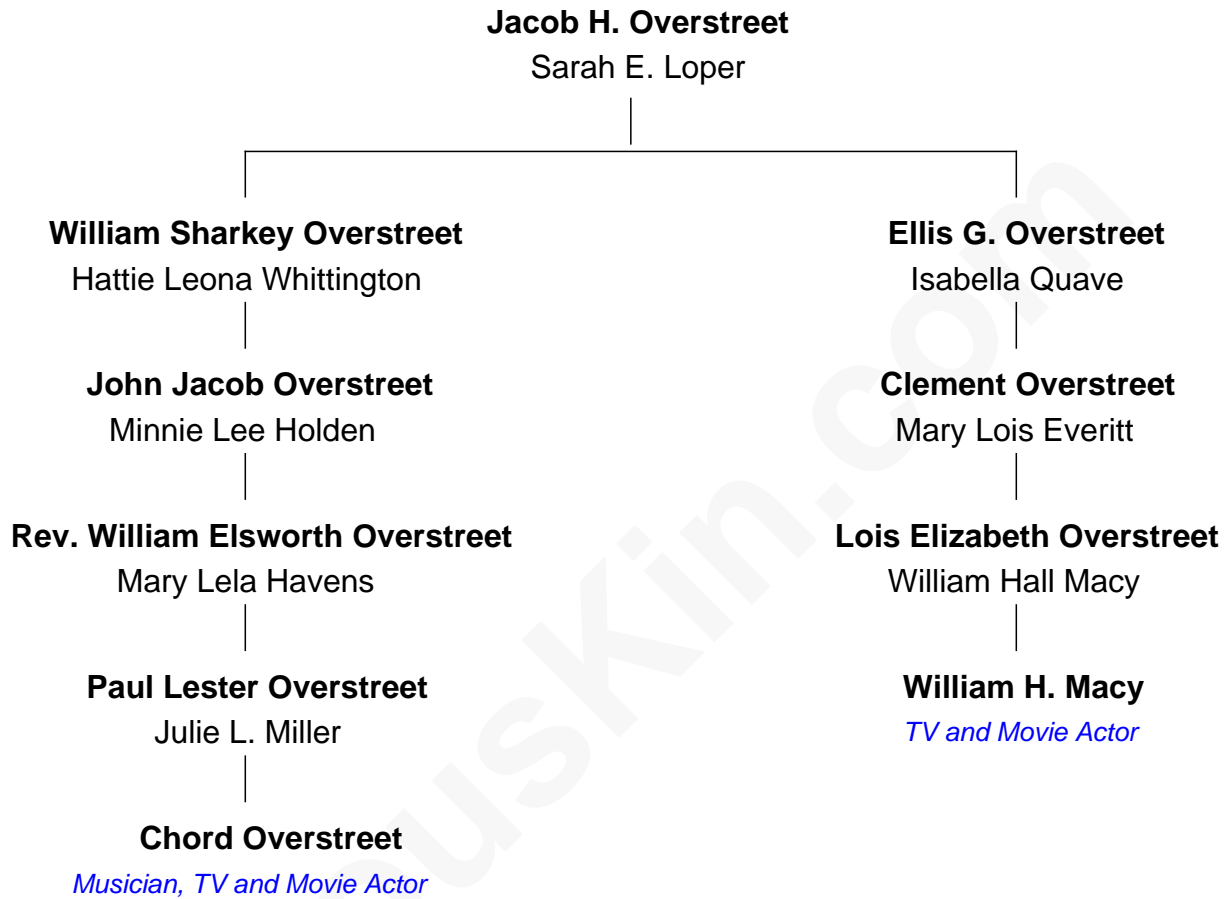 Jacob H. Overstreet
Sarah E. Loper
William Sharkey Overstreet
Hattie Leona Whittington
Ellis G. Overstreet
Isabella Quave
John Jacob Overstreet
Minnie Lee Holden
Clement Overstreet
Mary Lois Everitt
Rev. William Elsworth Overstreet
Mary Lela Havens
Lois Elizabeth Overstreet
William Hall Macy
Paul Lester Overstreet
Julie L. Miller
William H. Macy
TV and Movie Actor
Chord Overstreet
Musician, TV and Movie Actor
usKin.com